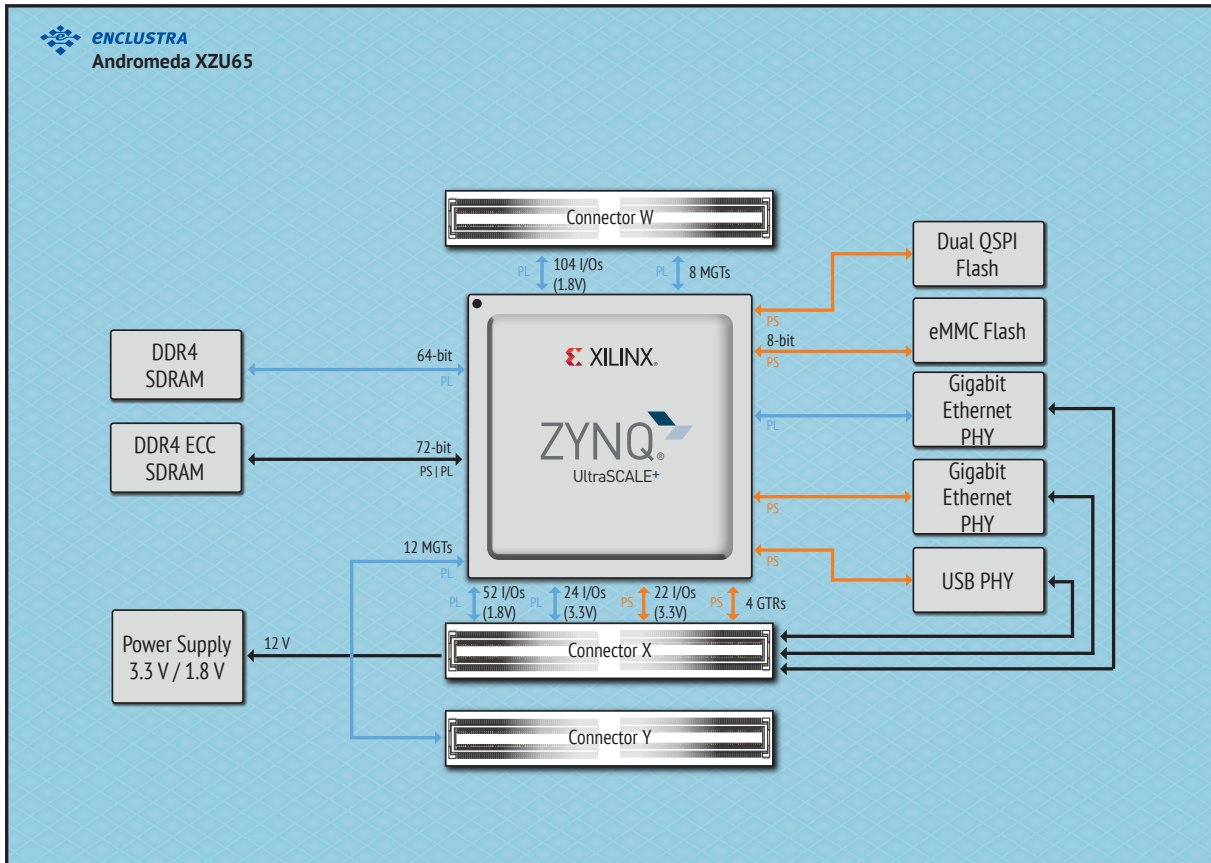 enclustra
Andromeda XZU65
Connector W
PL
104 I/Os
(1.8V)
PL
8 MGTs
Dual QSPI
Flash
PS
8-bit
PS
eMMC Flash
DDR4
SDRAM
64-bit
PL
XILINX®
ZYNQ®
UltraSCALE+
PL
Gigabit
Ethernet
PHY
DDR4 ECC
SDRAM
72-bit
PS | PL
PS
Gigabit
Ethernet
PHY
12 MGTs
PL
PS
USB PHY
PL
52 I/Os
(1.8V)
PL
24 I/Os
(3.3V)
PS
22 I/Os
(3.3V)
PS
4 GTRs
Power Supply
3.3 V / 1.8 V
12 V
Connector X
Connector Y